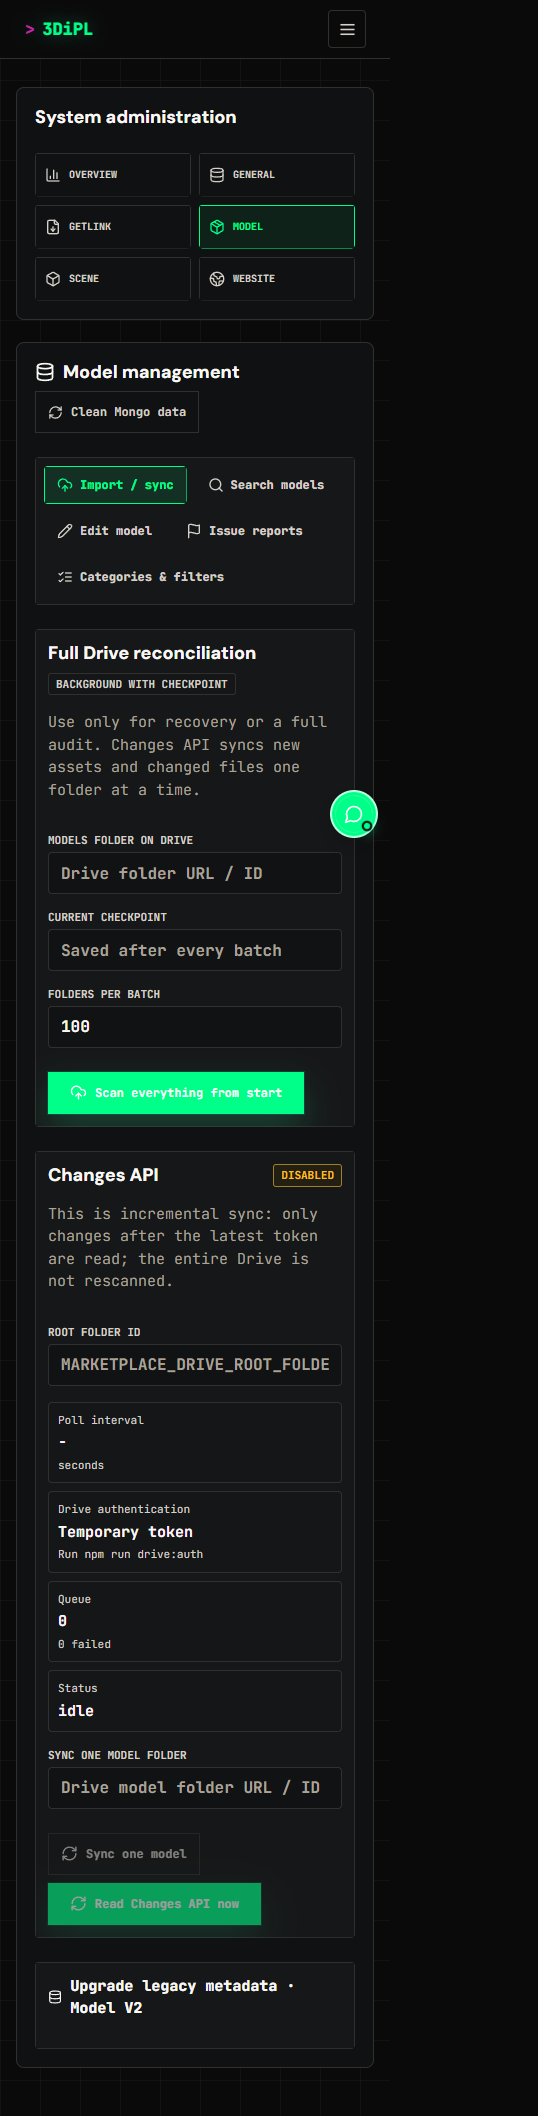 > 3DiPL
System administration
OVERVIEW
GENERAL
GETLINK
MODEL
SCENE
WEBSITE
Model management
Clean Mongo data
Import / sync
Search models
Edit model
Issue reports
Categories & filters
Full Drive reconciliation
BACKGROUND WITH CHECKPOINT
Use only for recovery or a full
audit. Changes API syncs new
assets and changed files one
folder at a time.
MODELS FOLDER ON DRIVE
Drive folder URL / ID
CURRENT CHECKPOINT
Saved after every batch
FOLDERS PER BATCH
100
Scan everything from start
Changes API
DISABLED
This is incremental sync: only
changes after the latest token
are read; the entire Drive is
not rescanned.
ROOT FOLDER ID
MARKETPLACE_DRIVE_ROOT_FOLDE
Poll interval
-
seconds
Drive authentication
Temporary token
Run npm run drive:auth
Queue
0
0 failed
Status
idle
SYNC ONE MODEL FOLDER
Drive model folder URL / ID
Sync one model
Read Changes API now
Upgrade legacy metadata ·
Model V2